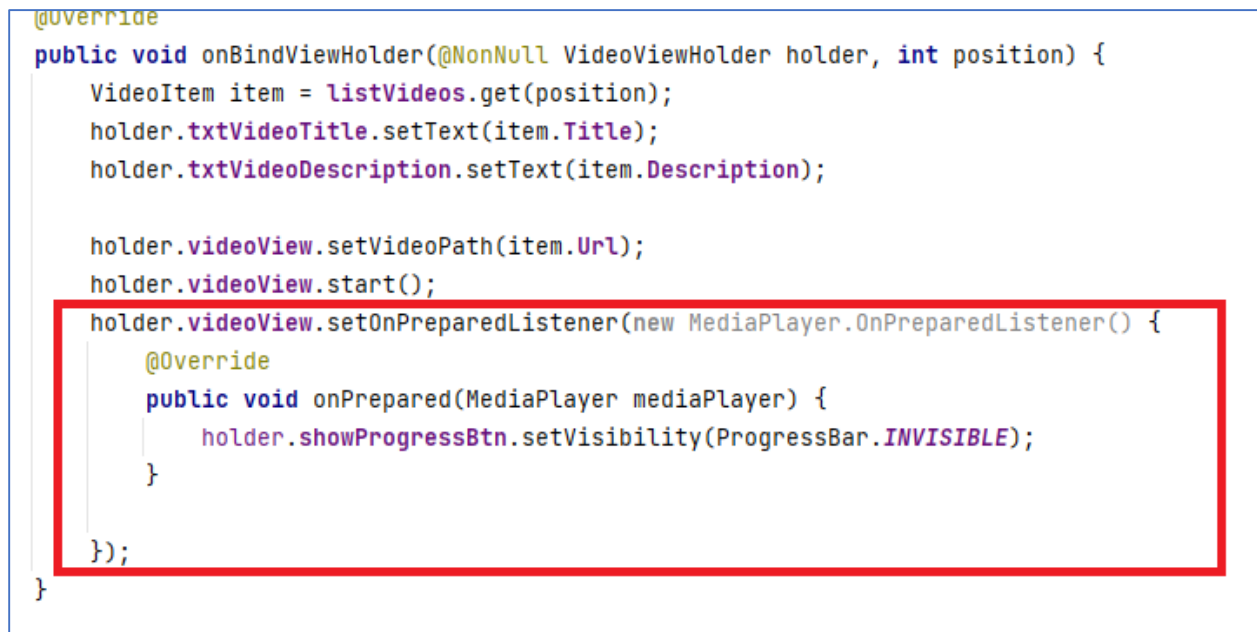 @Override
public void onBindViewHolder(@NonNull VideoViewHolder holder, int position) {
    VideoItem item = listVideos.get(position);
    holder.txtVideoTitle.setText(item.Title);
    holder.txtVideoDescription.setText(item.Description);
    holder.videoView.setVideoPath(item.Url);
    holder.videoView.start();
    holder.videoView.setOnPreparedListener(new MediaPlayer.OnPreparedListener() {
        @Override
        public void onPrepared(MediaPlayer mediaPlayer) {
            holder.showProgressBtn.setVisibility(ProgressBar.INVISIBLE);
        }
    });
}